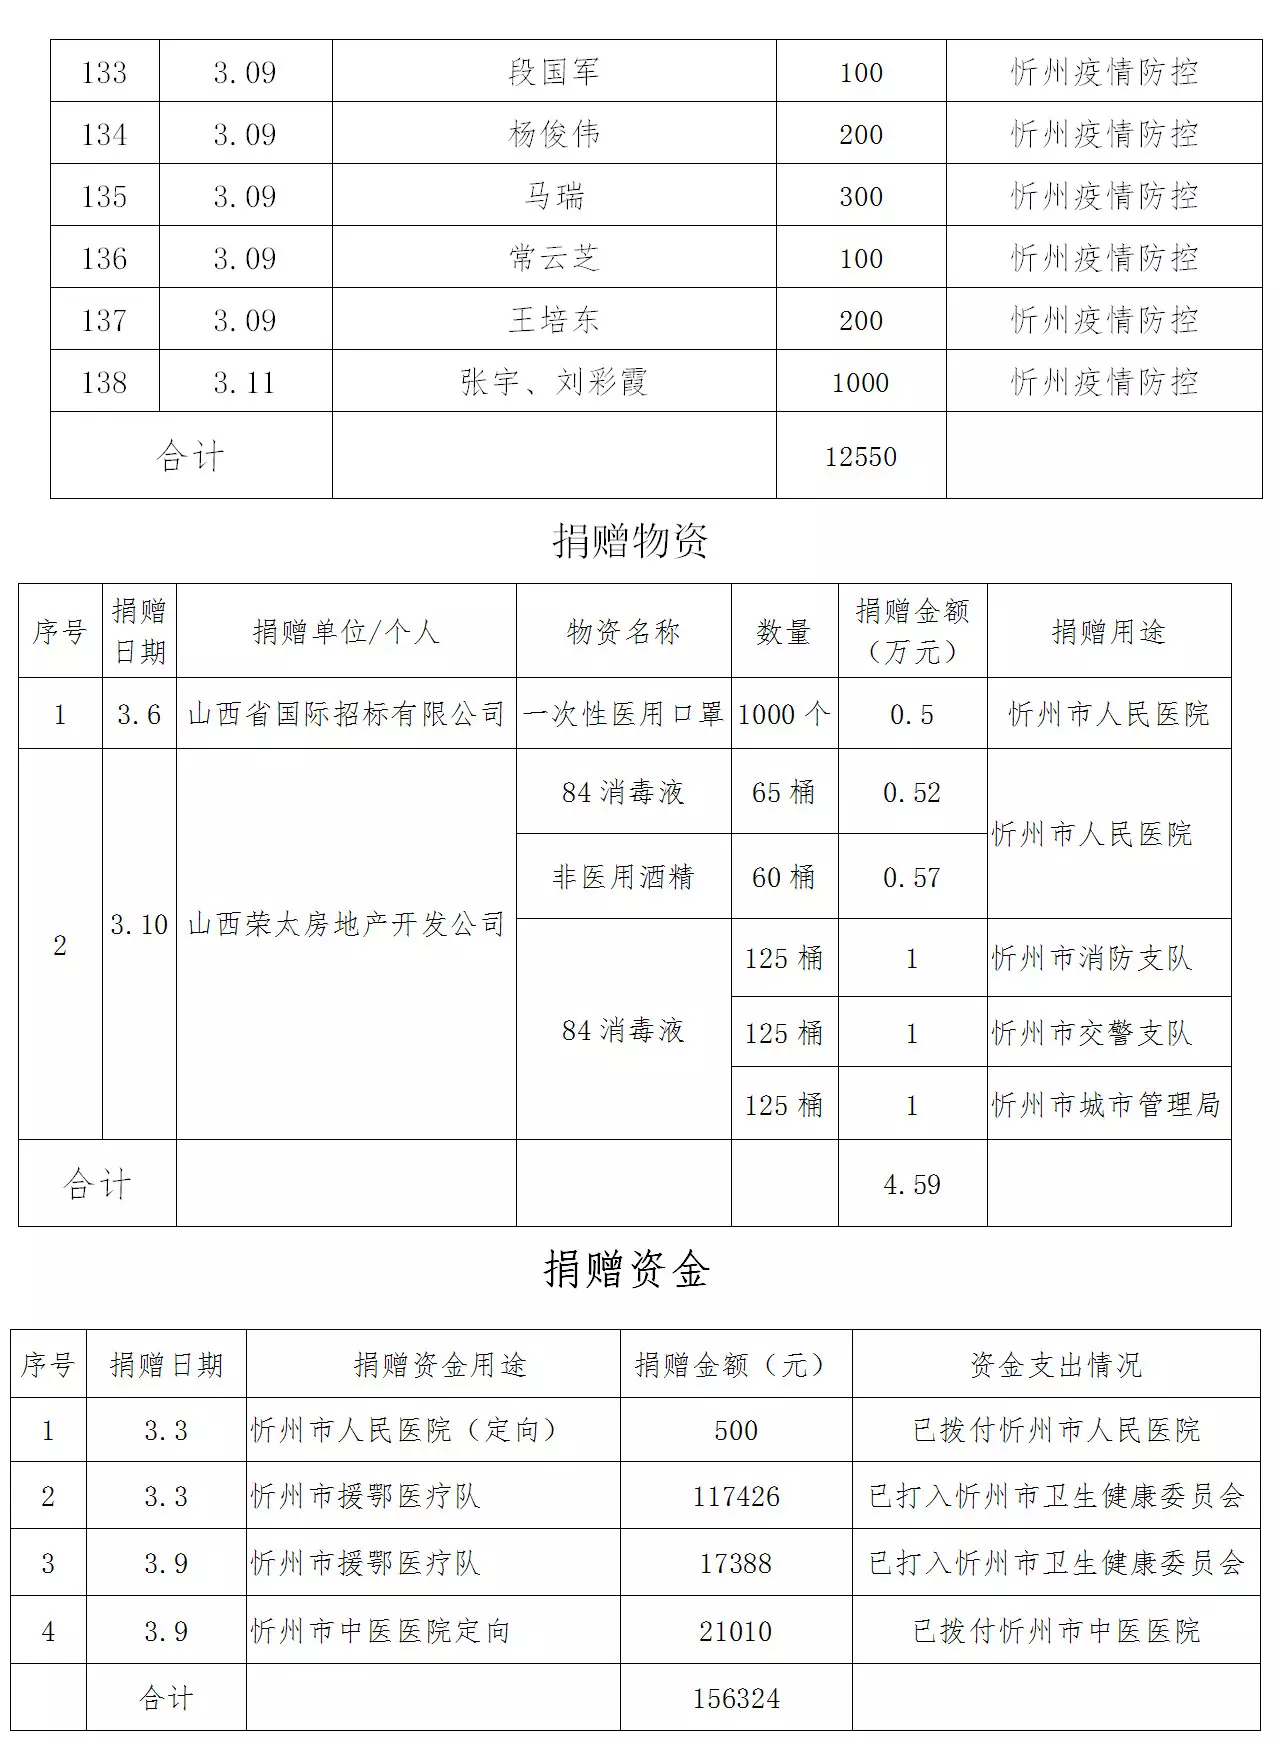 133 3.09 段国军 100 忻州疫情防控
134 3.09 杨俊伟 200 忻州疫情防控
135 3.09 马瑞 300 忻州疫情防控
136 3.09 常云芝 100 忻州疫情防控
137 3.09 王培东 200 忻州疫情防控
138 3.11 张宇、刘彩霞 1000 忻州疫情防控
合计 12550
捐赠物资
序号 捐赠日期 捐赠单位/个人 物资名称 数量 捐赠金额（万元） 捐赠用途
1 3.6 山西省国际招标有限公司 一次性医用口罩 1000个 0.5 忻州市人民医院
2 3.10 山西荣太房地产开发公司 84消毒液 65桶 0.52 忻州市人民医院
非医用酒精 60桶 0.57
84消毒液 125桶 1 忻州市消防支队
125桶 1 忻州市交警支队
125桶 1 忻州市城市管理局
合计 4.59
捐赠资金
序号 捐赠日期 捐赠资金用途 捐赠金额（元） 资金支出情况
1 3.3 忻州市人民医院（定向） 500 已拨付忻州市人民医院
2 3.3 忻州市援鄂医疗队 117426 已打入忻州市卫生健康委员会
3 3.9 忻州市援鄂医疗队 17388 已打入忻州市卫生健康委员会
4 3.9 忻州市中医医院定向 21010 已拨付忻州市中医医院
合计 156324